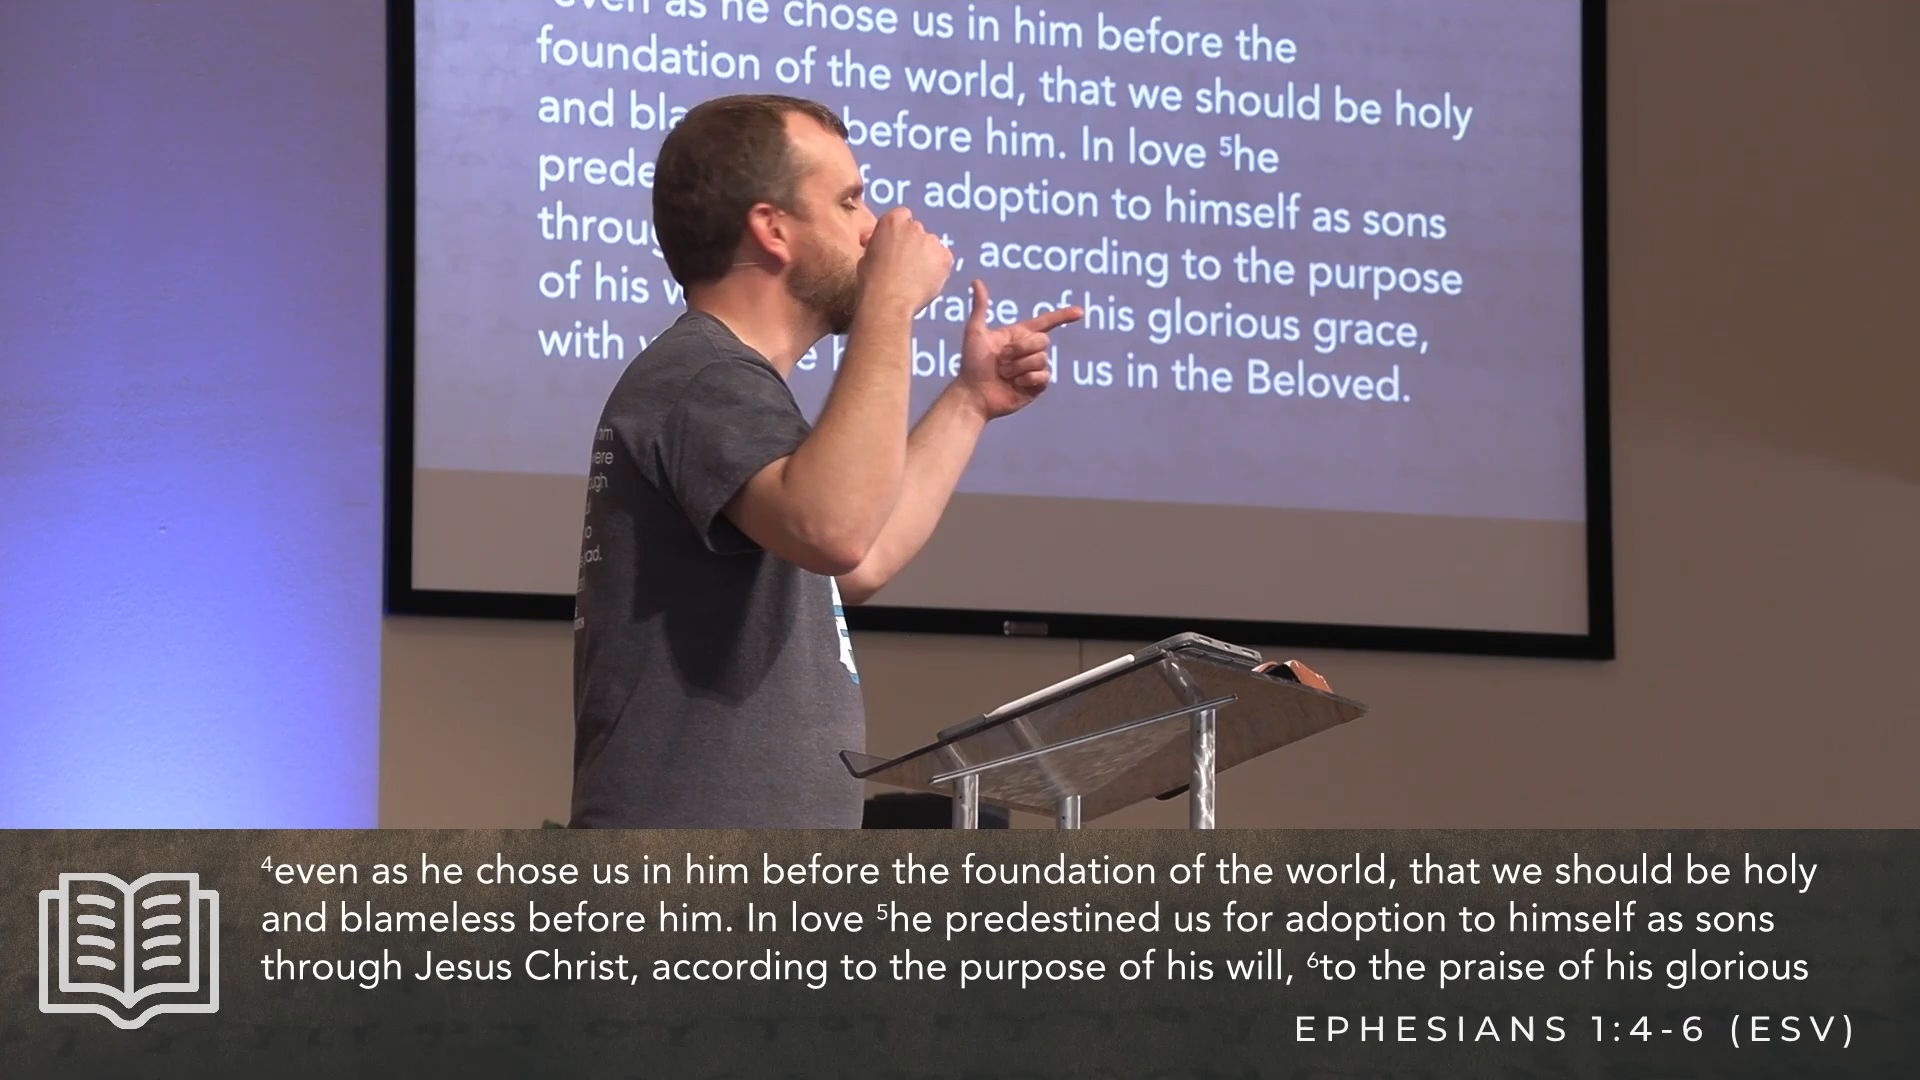 even as he chose us in him before the
foundation of the world, that we should be holy
and before him. In love ⁵he
for adoption to himself as sons
according to the purpose
of his praise of his glorious grace,
with us in the Beloved.
⁴even as he chose us in him before the foundation of the world, that we should be holy
and blameless before him. In love ⁵he predestined us for adoption to himself as sons
through Jesus Christ, according to the purpose of his will, ⁶to the praise of his glorious
EPHESIANS 1:4-6 (ESV)